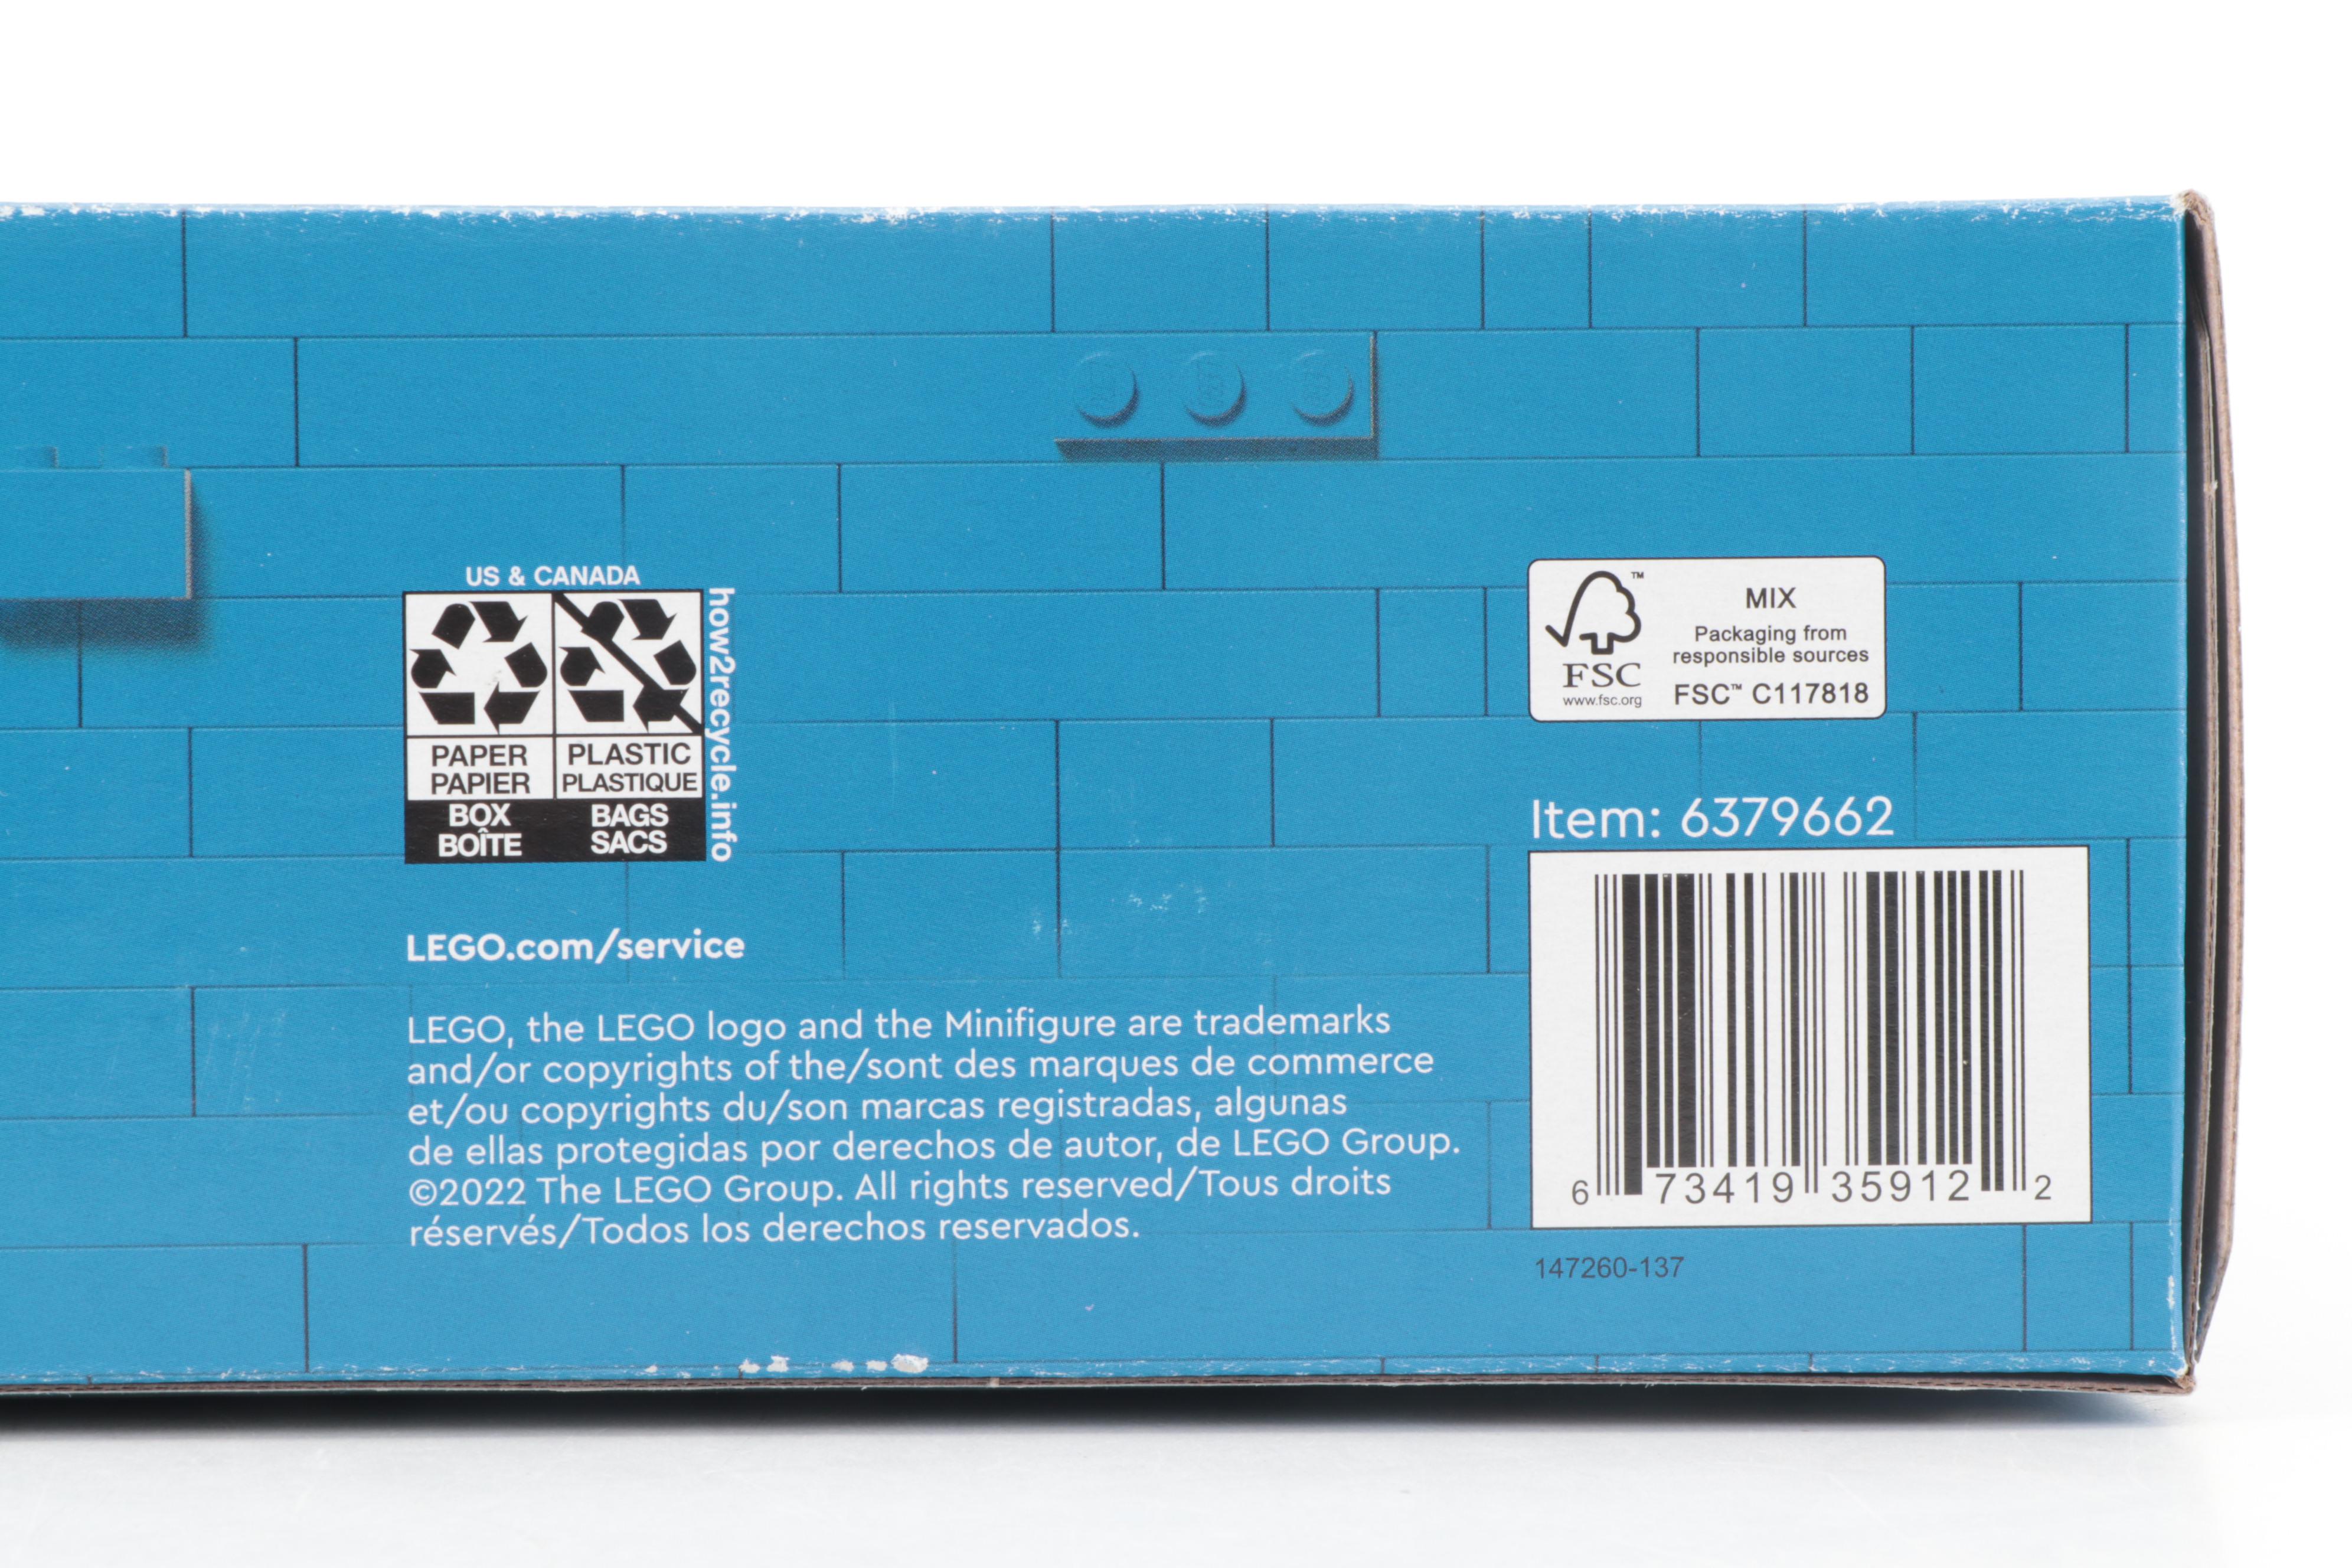 US & CANADA
PAPER
PAPIER
BOX
BOÎTE
PLASTIC
PLASTIQUE
BAGS
SACS
how2recycle.info
LEGO.com/service
LEGO, the LEGO logo and the Minifigure are trademarks
and/or copyrights of the/sont des marques de commerce
et/ou copyrights du/son marcas registradas, algunas
de ellas protegidas por derechos de autor, de LEGO Group.
©2022 The LEGO Group. All rights reserved/Tous droits
réservés/Todos los derechos reservados.
™
FSC
www.fsc.org
MIX
Packaging from
responsible sources
FSC™ C117818
Item: 6379662
6 73419 35912 2
147260-137